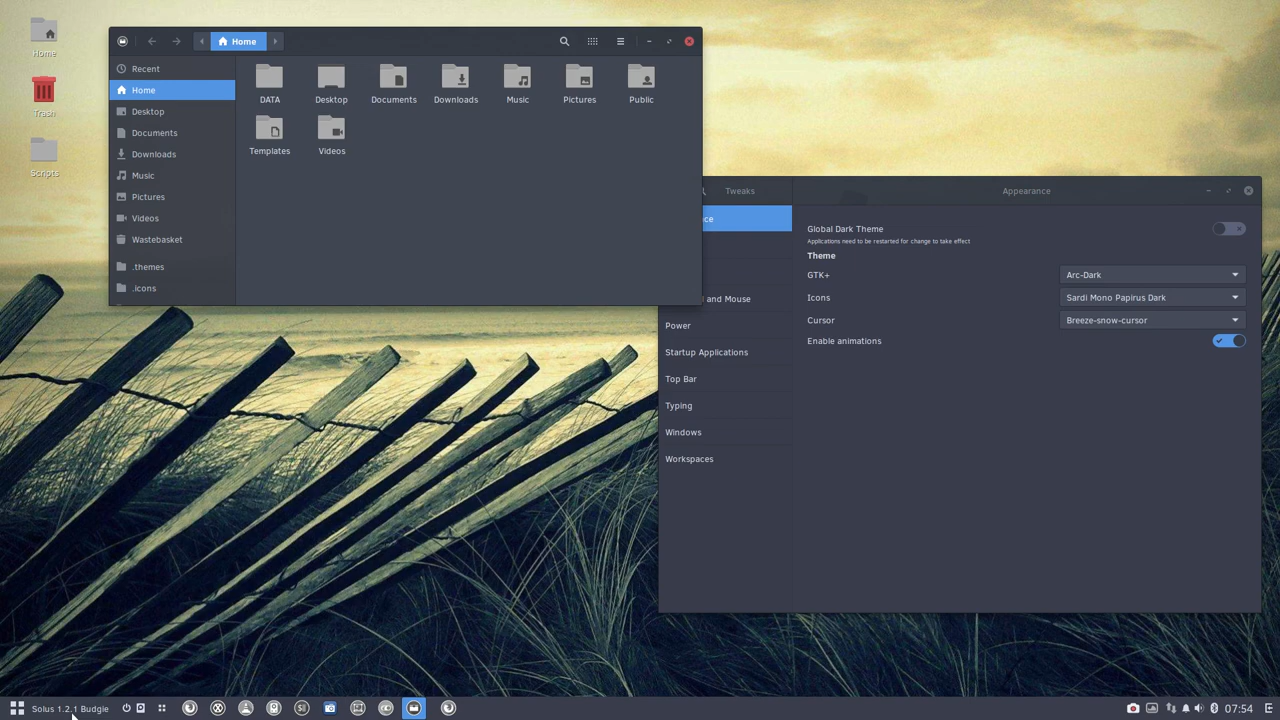 Home
Trash
Scripts
Home
Recent
Home
Desktop
Documents
Downloads
Music
Pictures
Videos
Wastebasket
.themes
.icons
DATA
Desktop
Documents
Downloads
Music
Pictures
Public
Templates
Videos
Tweaks
Appearance
ce
and Mouse
Power
Startup Applications
Top Bar
Typing
Windows
Workspaces
Global Dark Theme
Applications need to be restarted for change to take effect
Theme
GTK+
Arc-Dark
Icons
Sardi Mono Papirus Dark
Cursor
Breeze-snow-cursor
Enable animations
Solus 1.2.1 Budgie
07:54